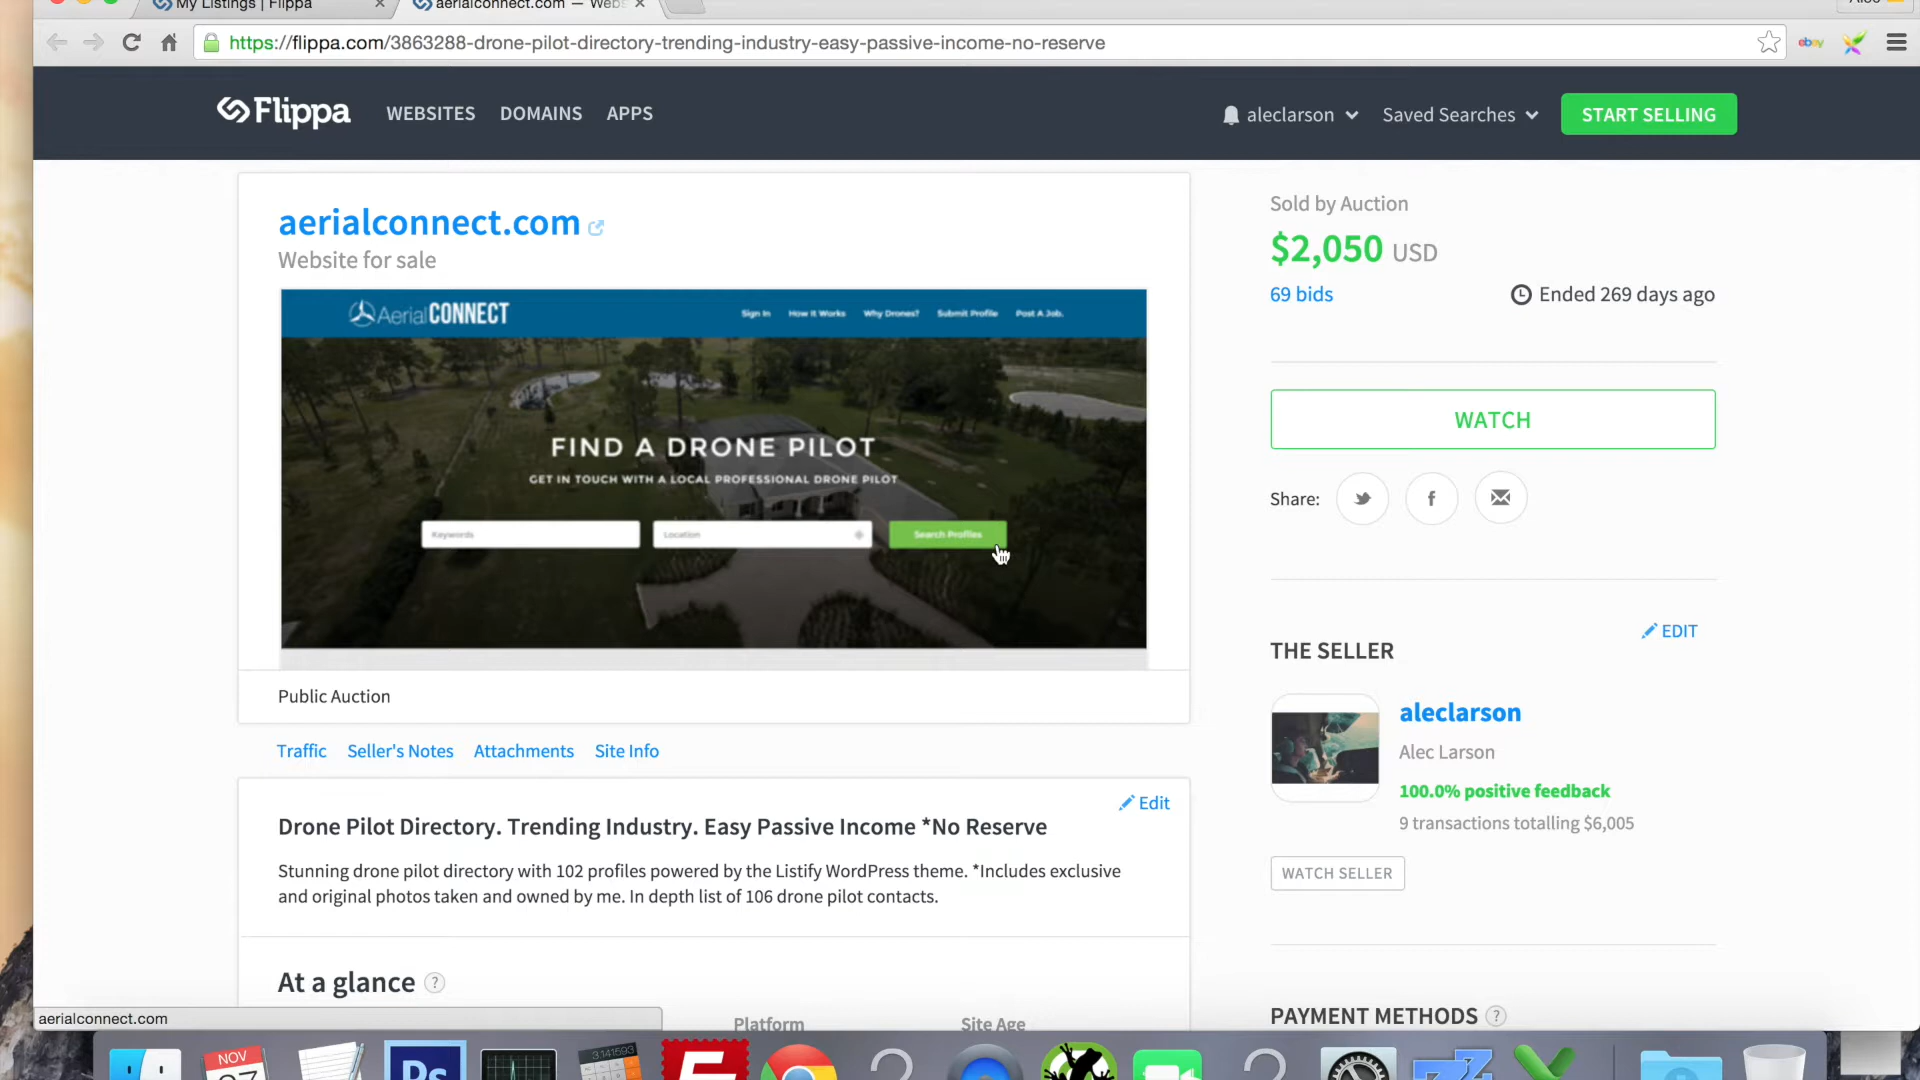 My Listings | Flippa
aerialconnect.com — Webs
https://flippa.com/3863288-drone-pilot-directory-trending-industry-easy-passive-income-no-reserve
ebay
Flippa WEBSITES DOMAINS APPS
aleclarson Saved Searches START SELLING
aerialconnect.com
Website for sale
AerialCONNECT
Sign In How It Works Why Drones? Submit Profile Post A Job.
FIND A DRONE PILOT
GET IN TOUCH WITH A LOCAL PROFESSIONAL DRONE PILOT
Keywords Location Search Profiles
Public Auction
Traffic Seller's Notes Attachments Site Info
Edit
Drone Pilot Directory. Trending Industry. Easy Passive Income *No Reserve
Stunning drone pilot directory with 102 profiles powered by the Listify WordPress theme. *Includes exclusive
and original photos taken and owned by me. In depth list of 106 drone pilot contacts.
At a glance ?
Platform Site Age
Sold by Auction
$2,050 USD
69 bids Ended 269 days ago
WATCH
Share:
EDIT
THE SELLER
aleclarson
Alec Larson
100.0% positive feedback
9 transactions totalling $6,005
WATCH SELLER
PAYMENT METHODS ?
aerialconnect.com
NOV
Ps
3.141593